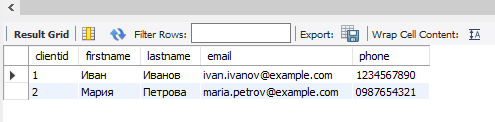 Result Grid Filter Rows: Export: Wrap Cell Content: IA
clientid firstname lastname email phone
1 Иван Иванов ivan.ivanov@example.com 1234567890
2 Мария Петрова maria.petrov@example.com 0987654321